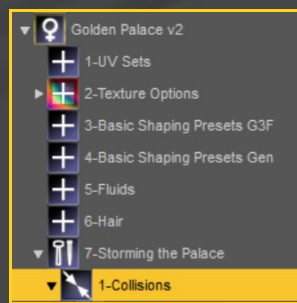 Golden Palace v2
1-UV Sets
2-Texture Options
3-Basic Shaping Presets G3F
4-Basic Shaping Presets Gen
5-Fluids
6-Hair
7-Storming the Palace
1-Collisions